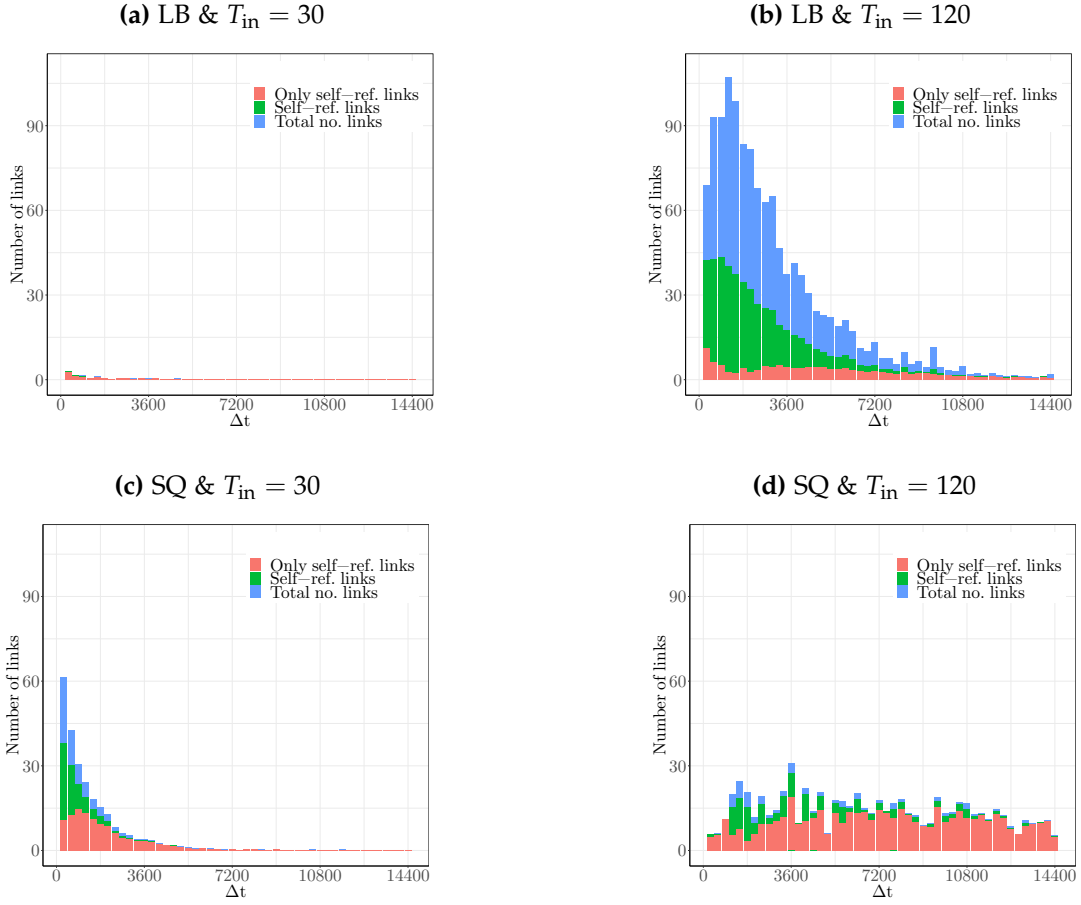 (a) LB & T_in = 30
Only self−ref. links
Self−ref. links
Total no. links
Number of links
90
60
30
0
0 3600 7200 10800 14400
Δt
(b) LB & T_in = 120
Only self−ref. links
Self−ref. links
Total no. links
Number of links
90
60
30
0
0 3600 7200 10800 14400
Δt
(c) SQ & T_in = 30
Only self−ref. links
Self−ref. links
Total no. links
Number of links
90
60
30
0
0 3600 7200 10800 14400
Δt
(d) SQ & T_in = 120
Only self−ref. links
Self−ref. links
Total no. links
Number of links
90
60
30
0
0 3600 7200 10800 14400
Δt